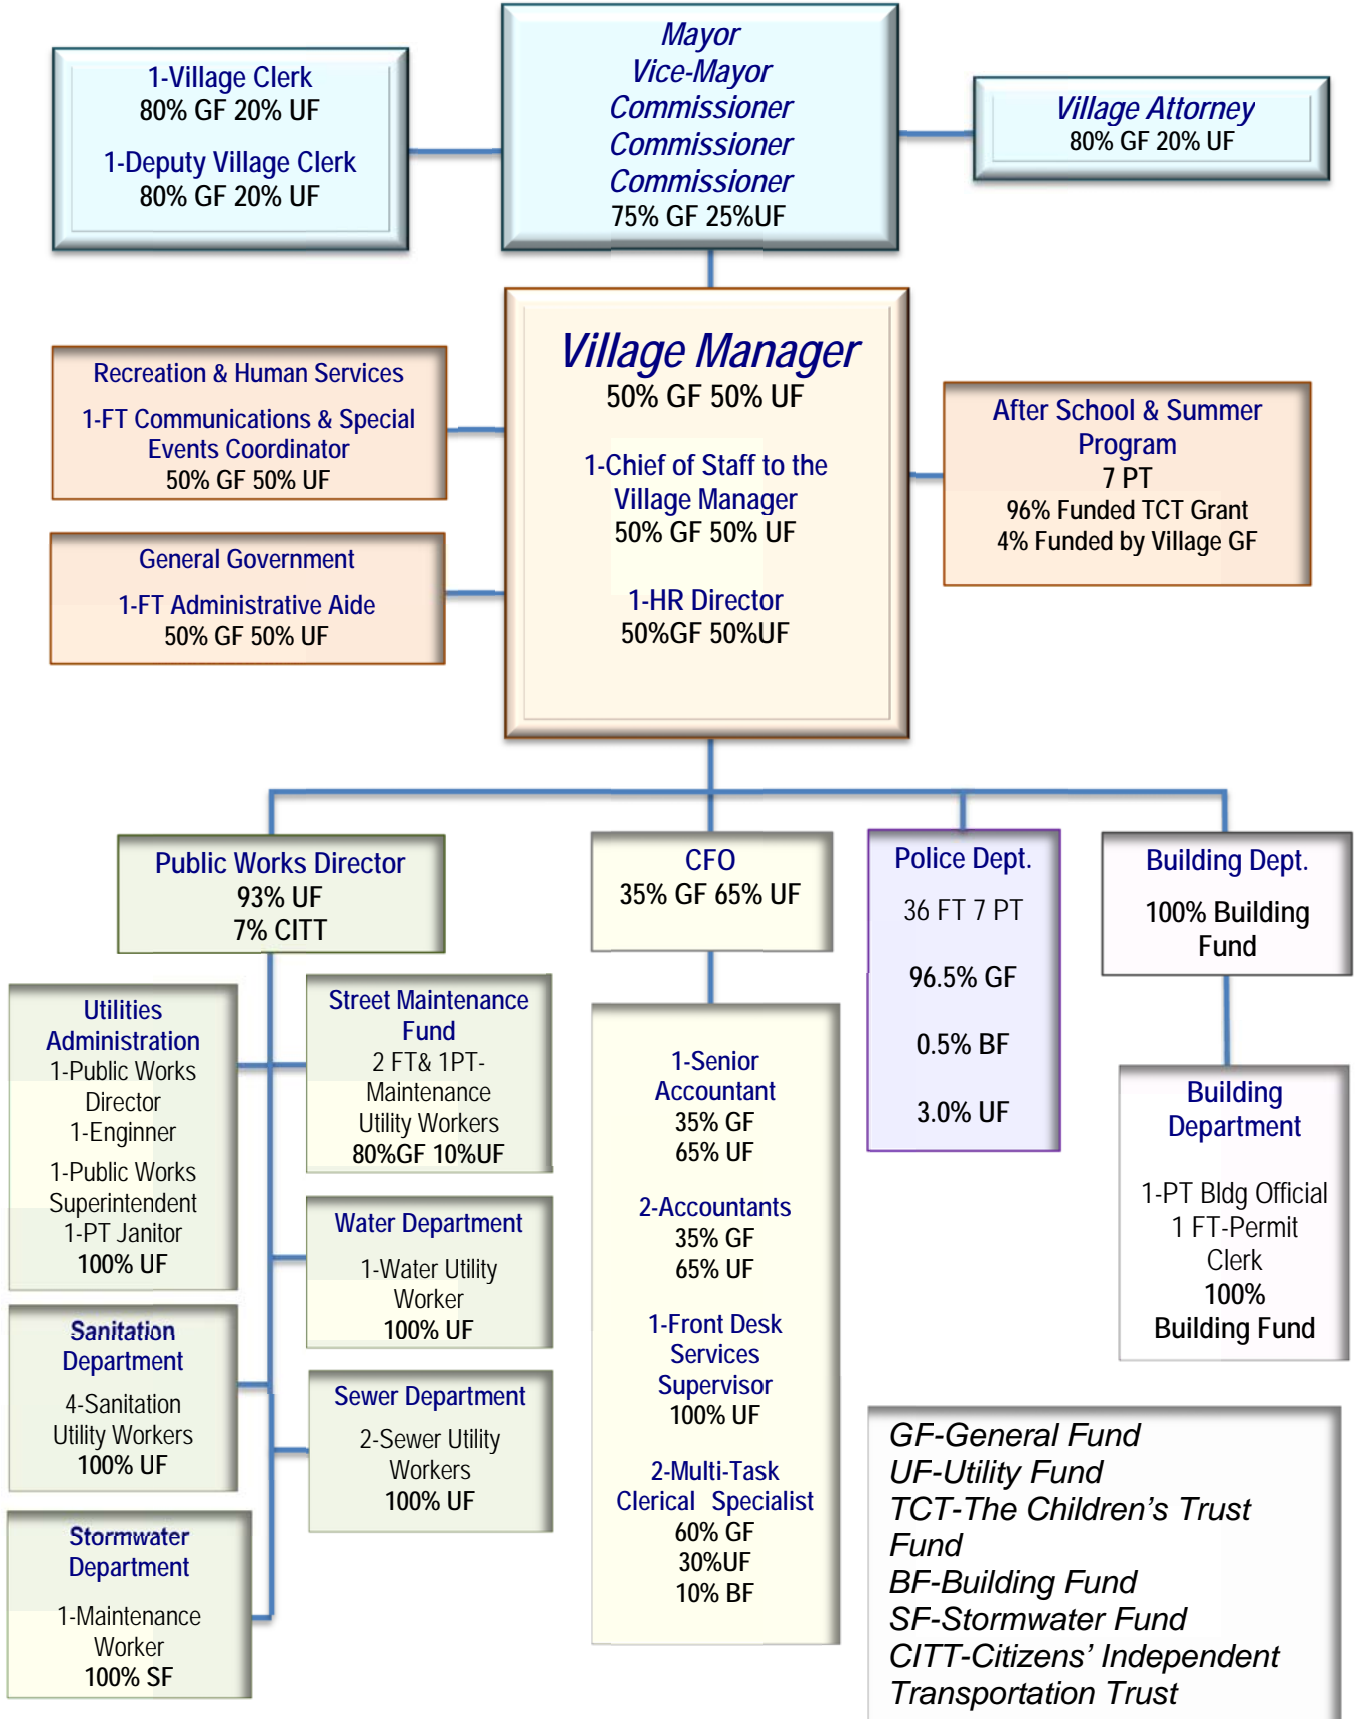 1-Village Clerk
80% GF 20% UF
1-Deputy Village Clerk
80% GF 20% UF
Mayor
Vice-Mayor
Commissioner
Commissioner
Commissioner
75% GF 25%UF
Village Attorney
80% GF 20% UF
Recreation & Human Services
1-FT Communications & Special
Events Coordinator
50% GF 50% UF
General Government
1-FT Administrative Aide
50% GF 50% UF
Village Manager
50% GF 50% UF
1-Chief of Staff to the
Village Manager
50% GF 50% UF
1-HR Director
50%GF 50%UF
After School & Summer
Program
7 PT
96% Funded TCT Grant
4% Funded by Village GF
Public Works Director
93% UF
7% CITT
Utilities
Administration
1-Public Works
Director
1-Enginner
1-Public Works
Superintendent
1-PT Janitor
100% UF
Street Maintenance
Fund
2 FT& 1PT-
Maintenance
Utility Workers
80%GF 10%UF
Water Department
1-Water Utility
Worker
100% UF
Sanitation
Department
4-Sanitation
Utility Workers
100% UF
Sewer Department
2-Sewer Utility
Workers
100% UF
Stormwater
Department
1-Maintenance
Worker
100% SF
CFO
35% GF 65% UF
1-Senior
Accountant
35% GF
65% UF
2-Accountants
35% GF
65% UF
1-Front Desk
Services
Supervisor
100% UF
2-Multi-Task
Clerical Specialist
60% GF
30%UF
10% BF
Police Dept.
36 FT 7 PT
96.5% GF
0.5% BF
3.0% UF
Building Dept.
100% Building
Fund
Building
Department
1-PT Bldg Official
1 FT-Permit
Clerk
100%
Building Fund
GF-General Fund
UF-Utility Fund
TCT-The Children's Trust
Fund
BF-Building Fund
SF-Stormwater Fund
CITT-Citizens' Independent
Transportation Trust